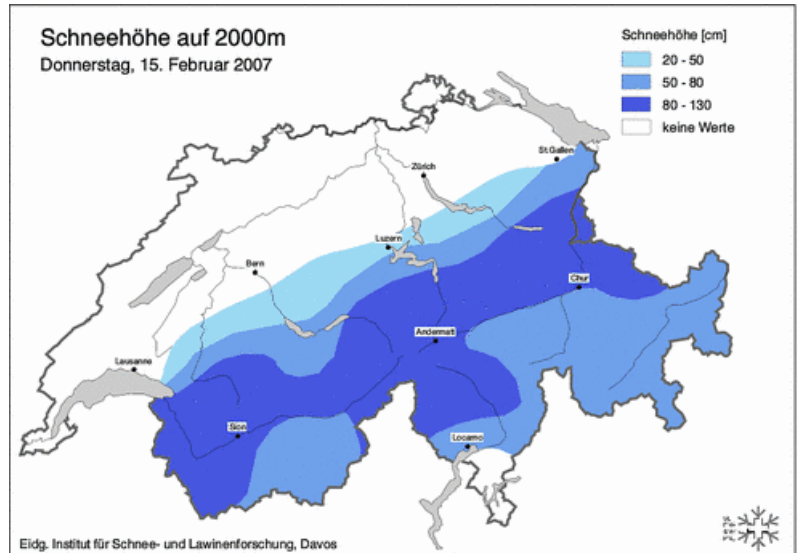 Schneehöhe auf 2000m
Donnerstag, 15. Februar 2007
Schneehöhe [cm]
20 - 50
50 - 80
80 - 130
keine Werte
St.Gallen
Zürich
Luzern
Bern
Chur
Andermatt
Lausanne
Sion
Locarno
Eidg. Institut für Schnee- und Lawinenforschung, Davos